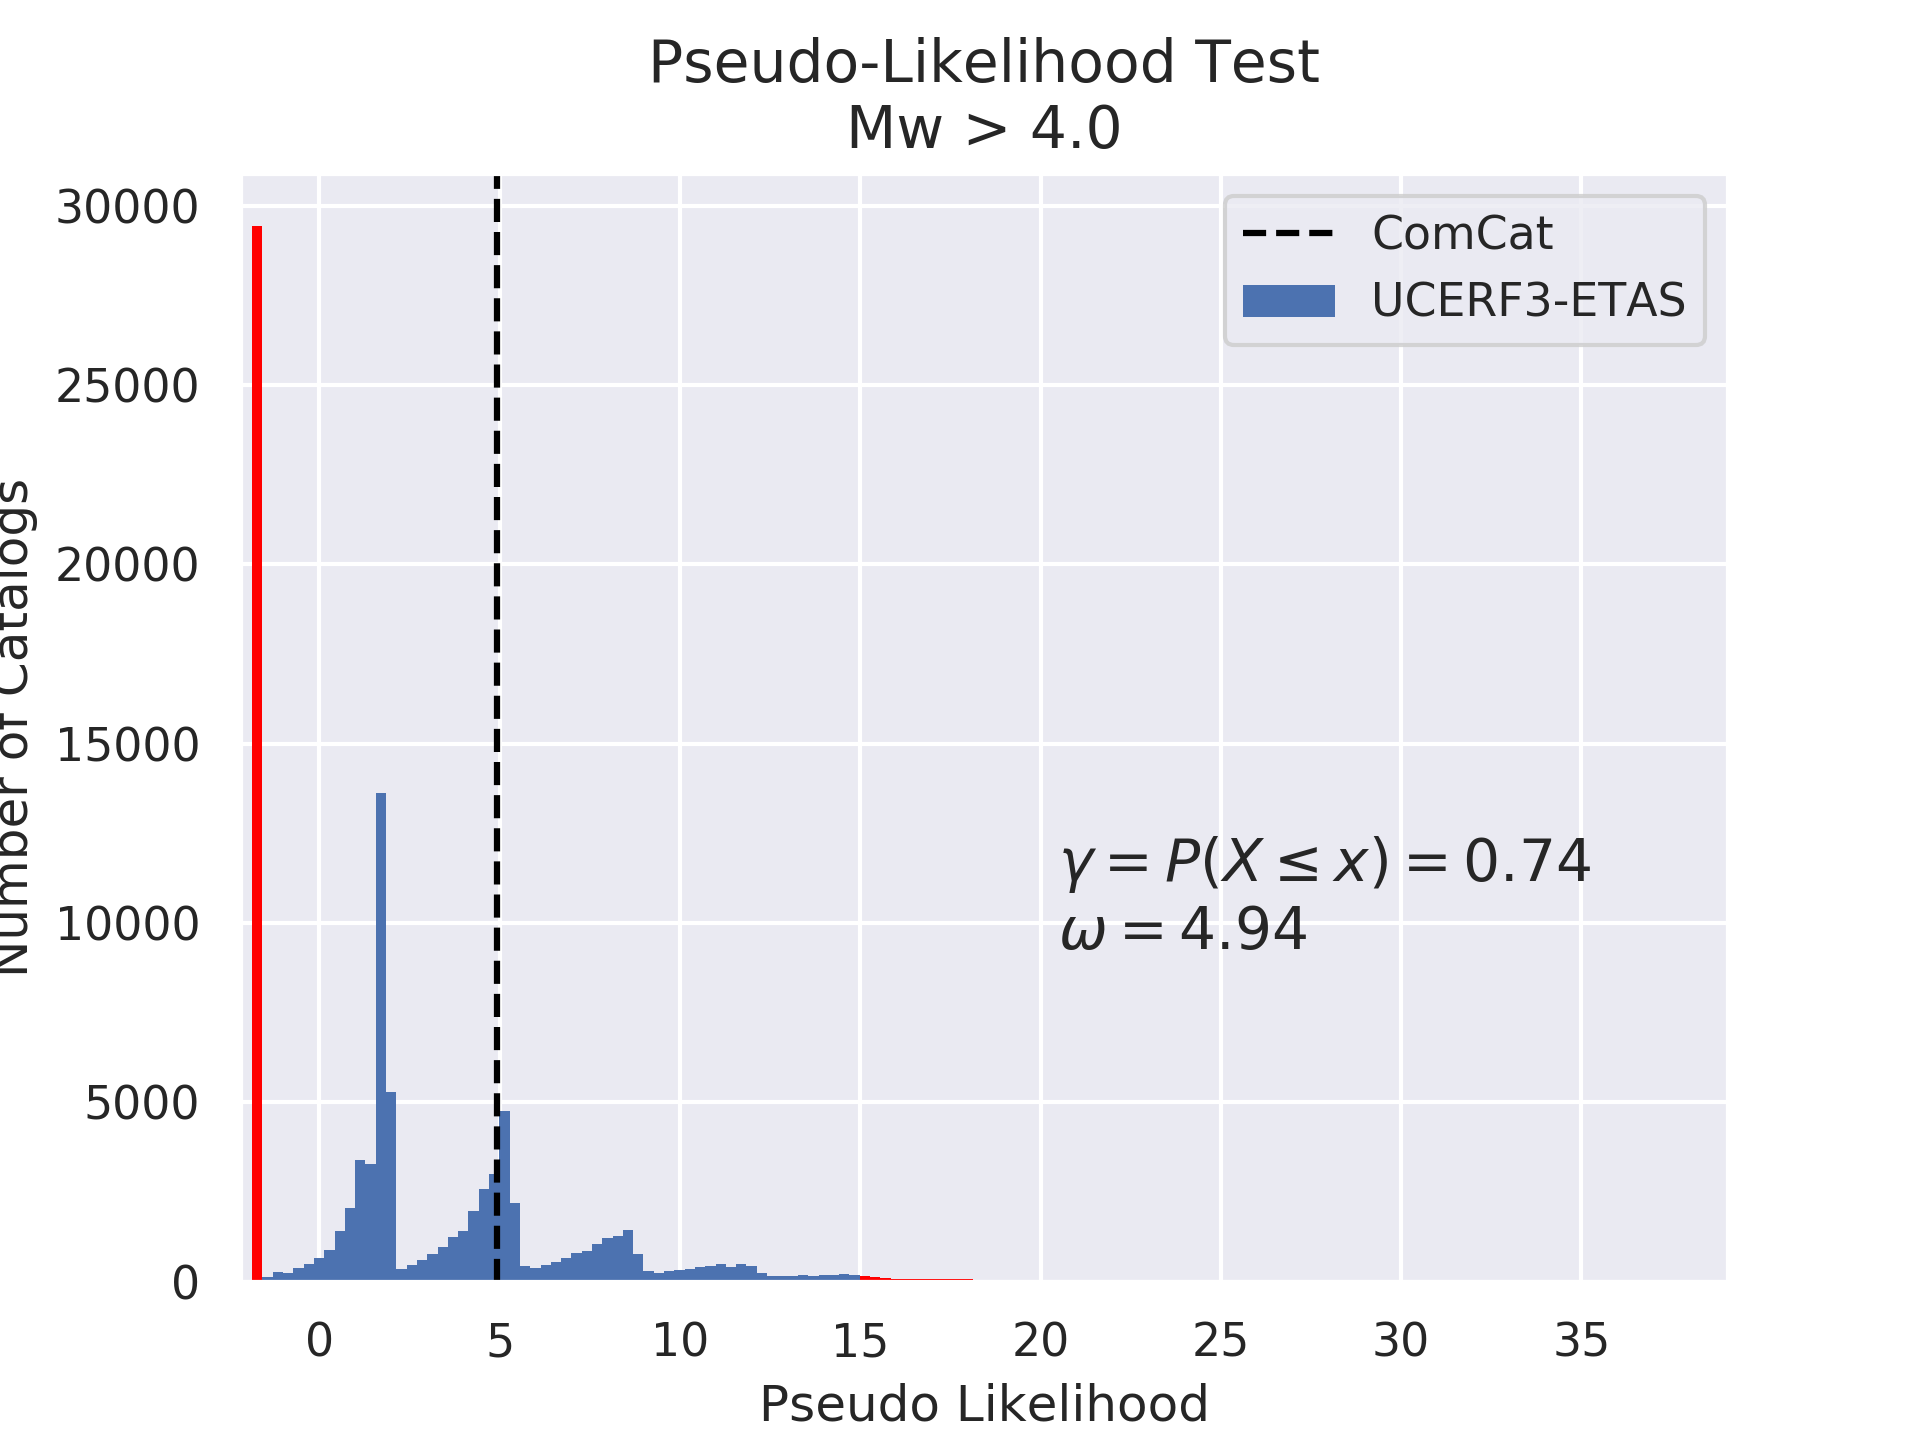 Pseudo-Likelihood Test
Mw > 4.0
Number of Catalogs
30000
25000
20000
15000
10000
5000
0
ComCat
UCERF3-ETAS
γ = P(X ≤ x) = 0.74
ω = 4.94
0 5 10 15 20 25 30 35
Pseudo Likelihood